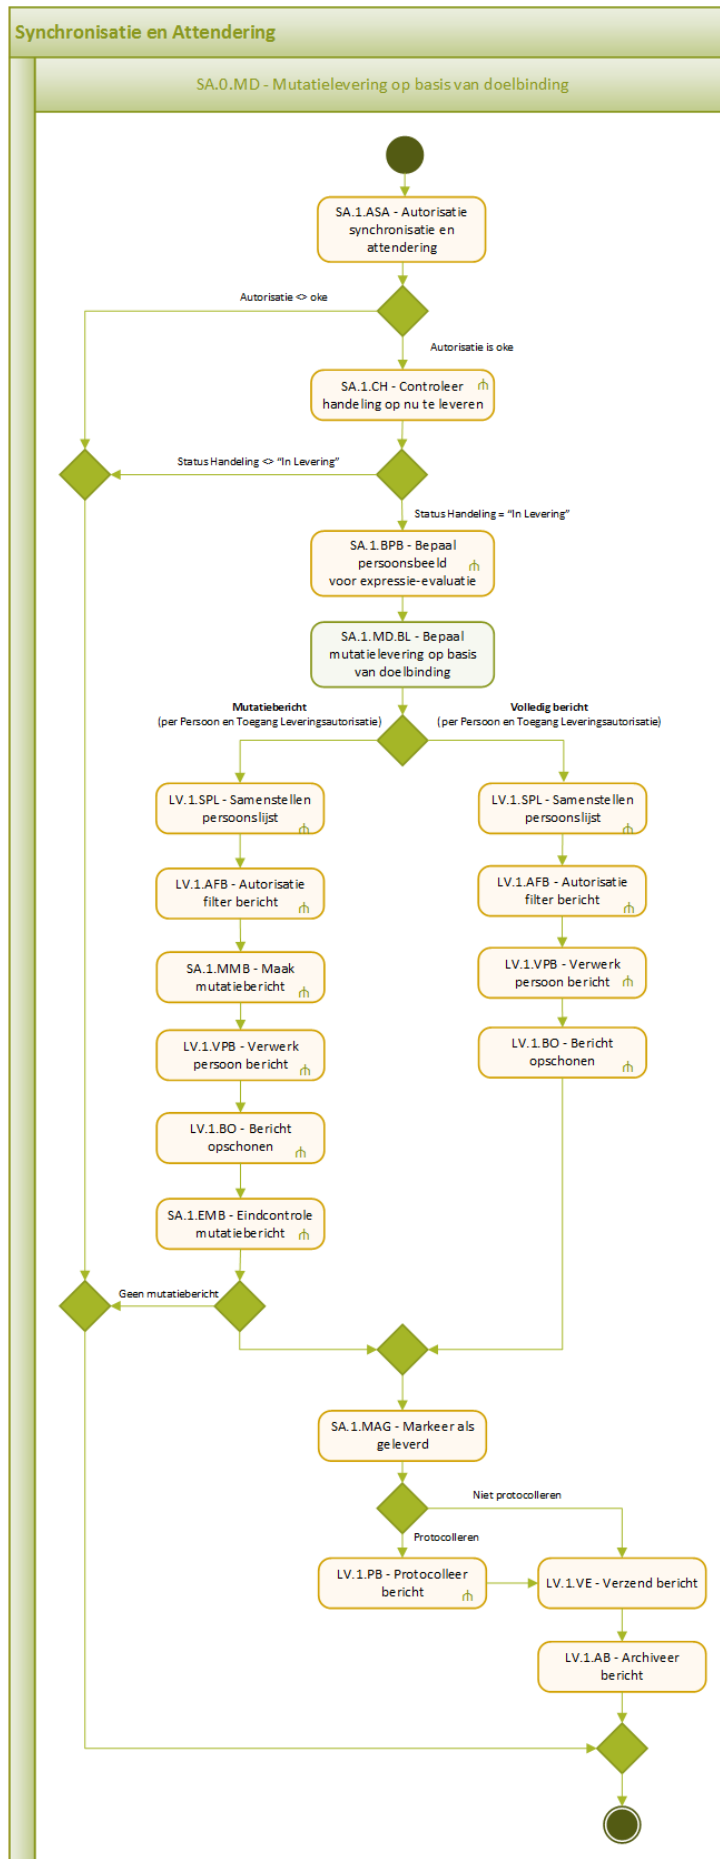 Synchronisatie en Attendering
SA.0.MD - Mutatielevering op basis van doelbinding
SA.1.ASA - Autorisatie
synchronisatie en
attendering
Autorisatie <> oke
Autorisatie is oke
SA.1.CH - Controleer
handeling op nu te leveren
Status Handeling <> “In Levering”
Status Handeling = “In Levering”
SA.1.BPB - Bepaal
persoonsbeeld
voor expressie-evaluatie
SA.1.MD.BL - Bepaal
mutatielevering op basis
van doelbinding
Mutatiebericht
(per Persoon en Toegang Leveringsautorisatie)
Volledig bericht
(per Persoon en Toegang Leveringsautorisatie)
LV.1.SPL - Samenstellen
persoonslijst
LV.1.SPL - Samenstellen
persoonslijst
LV.1.AFB - Autorisatie
filter bericht
LV.1.AFB - Autorisatie
filter bericht
SA.1.MMB - Maak
mutatiebericht
LV.1.VPB - Verwerk
persoon bericht
LV.1.VPB - Verwerk
persoon bericht
LV.1.BO - Bericht
opschonen
LV.1.BO - Bericht
opschonen
SA.1.EMB - Eindcontrole
mutatiebericht
Geen mutatiebericht
SA.1.MAG - Markeer als
geleverd
Niet protocolleren
Protocolleren
LV.1.PB - Protocolleer
bericht
LV.1.VE - Verzend bericht
LV.1.AB - Archiveer
bericht